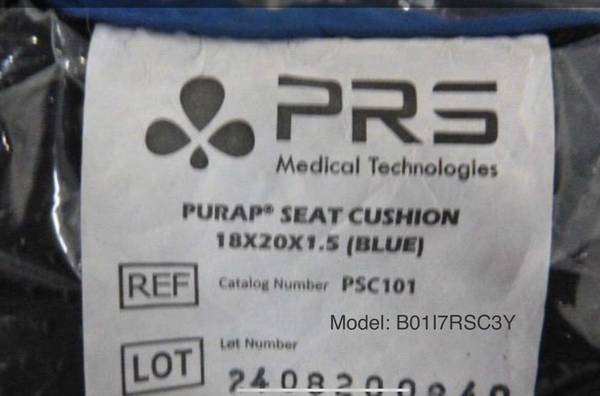 PRS
Medical Technologies
PURAP® SEAT CUSHION
18X20X1.5 (BLUE)
REF Catalog Number PSC101
Model: B01I7RSC3Y
LOT Lot Number